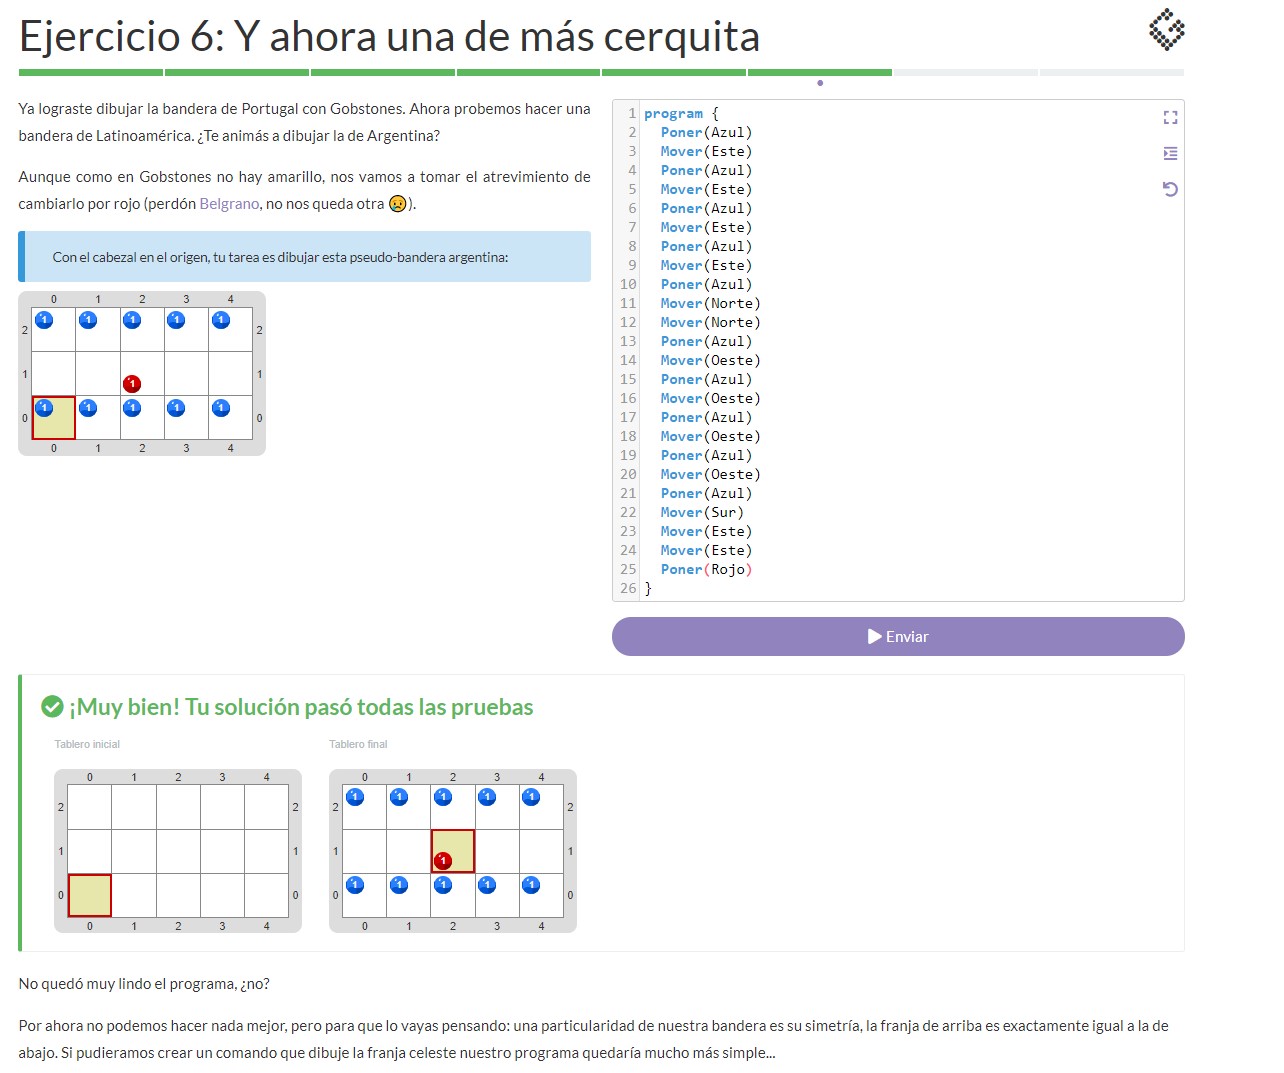 Ejercicio 6: Y ahora una de más cerquita
Ya lograste dibujar la bandera de Portugal con Gobstones. Ahora probemos hacer una
bandera de Latinoamérica. ¿Te animás a dibujar la de Argentina?
Aunque como en Gobstones no hay amarillo, nos vamos a tomar el atrevimiento de
cambiarlo por rojo (perdón Belgrano, no nos queda otra 😥).
Con el cabezal en el origen, tu tarea es dibujar esta pseudo-bandera argentina:
0 1 2 3 4
2 1 1 1 1 1 2
1 1 1
0 1 1 1 1 1 0
0 1 2 3 4
1 program {
2 Poner(Azul)
3 Mover(Este)
4 Poner(Azul)
5 Mover(Este)
6 Poner(Azul)
7 Mover(Este)
8 Poner(Azul)
9 Mover(Este)
10 Poner(Azul)
11 Mover(Norte)
12 Mover(Norte)
13 Poner(Azul)
14 Mover(Oeste)
15 Poner(Azul)
16 Mover(Oeste)
17 Poner(Azul)
18 Mover(Oeste)
19 Poner(Azul)
20 Mover(Oeste)
21 Poner(Azul)
22 Mover(Sur)
23 Mover(Este)
24 Mover(Este)
25 Poner(Rojo)
26 }
Enviar
¡Muy bien! Tu solución pasó todas las pruebas
Tablero inicial
0 1 2 3 4
2 2
1 1
0 0
0 1 2 3 4
Tablero final
0 1 2 3 4
2 1 1 1 1 1 2
1 1 1
0 1 1 1 1 1 0
0 1 2 3 4
No quedó muy lindo el programa, ¿no?
Por ahora no podemos hacer nada mejor, pero para que lo vayas pensando: una particularidad de nuestra bandera es su simetría, la franja de arriba es exactamente igual a la de
abajo. Si pudieramos crear un comando que dibuje la franja celeste nuestro programa quedaría mucho más simple...